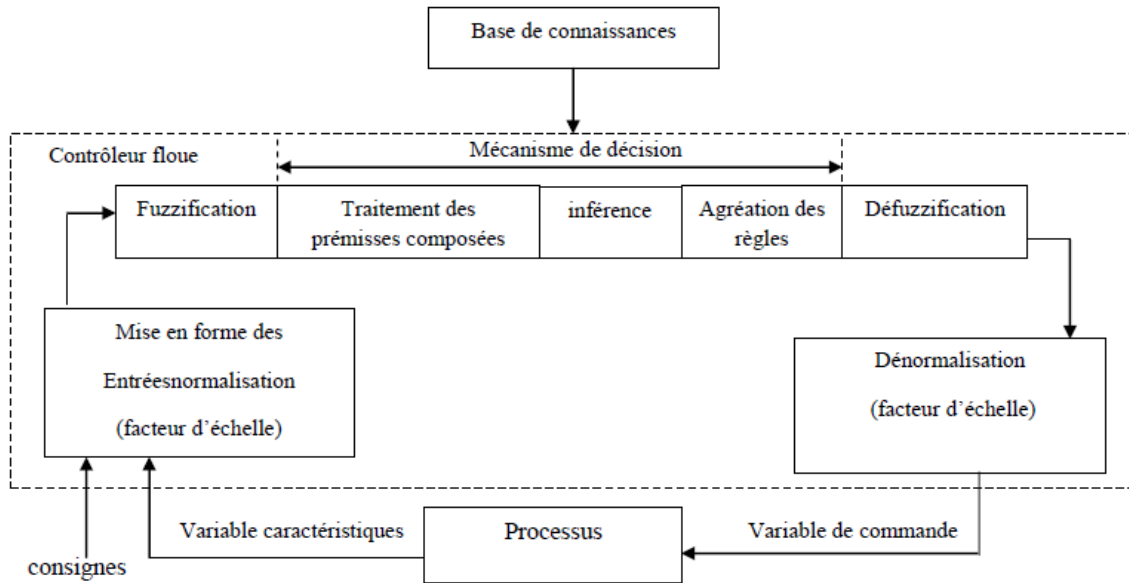 Base de connaissances
Contrôleur floue
Mécanisme de décision
Fuzzification
Traitement des
prémisses composées
inférence
Agréation des
règles
Défuzzification
Mise en forme des
Entréesnormalisation
(facteur d'échelle)
Dénormalisation
(facteur d'échelle)
Variable caractéristiques
Processus
Variable de commande
consignes